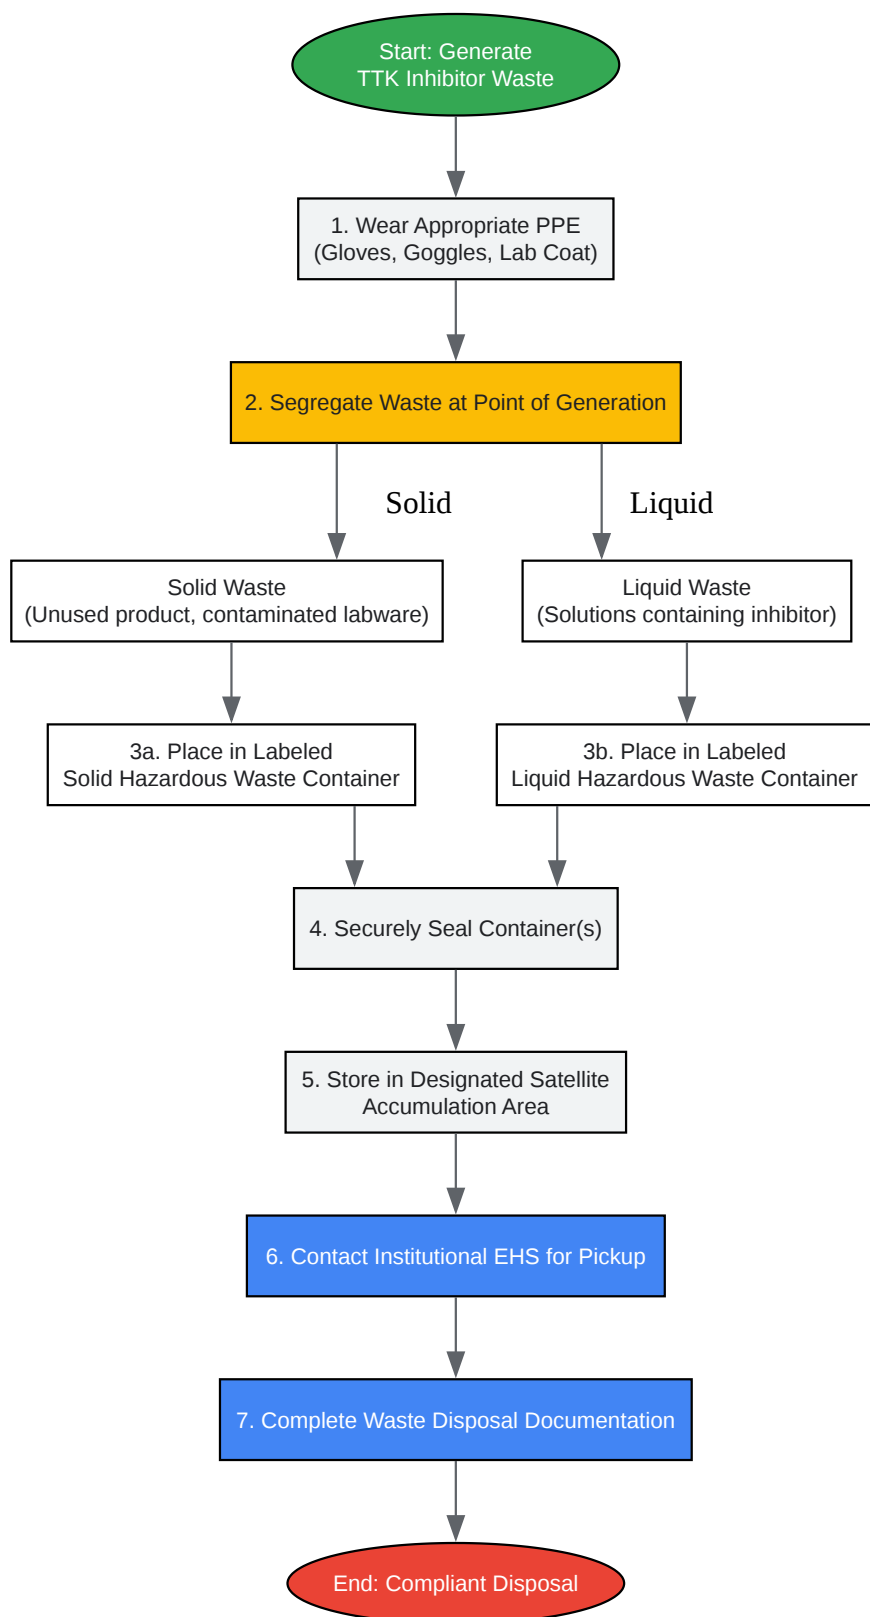 Start: Generate
TTK Inhibitor Waste
1. Wear Appropriate PPE
(Gloves, Goggles, Lab Coat)
2. Segregate Waste at Point of Generation
Solid
Liquid
Solid Waste
(Unused product, contaminated labware)
Liquid Waste
(Solutions containing inhibitor)
3a. Place in Labeled
Solid Hazardous Waste Container
3b. Place in Labeled
Liquid Hazardous Waste Container
4. Securely Seal Container(s)
5. Store in Designated Satellite
Accumulation Area
6. Contact Institutional EHS for Pickup
7. Complete Waste Disposal Documentation
End: Compliant Disposal